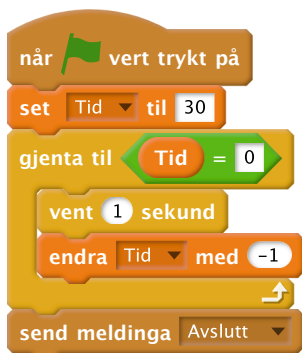 når vert trykt på
set Tid til 30
gjenta til Tid = 0
vent 1 sekund
endra Tid med -1
send meldinga Avslutt